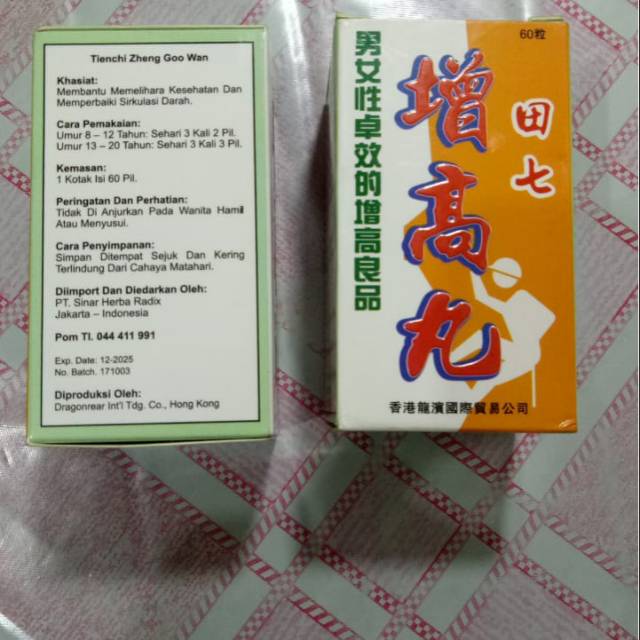 Tienchi Zheng Goo Wan
Khasiat:
Membantu Memelihara Kesehatan Dan
Memperbaiki Sirkulasi Darah.
Cara Pemakaian:
Umur 8 – 12 Tahun: Sehari 3 Kali 2 Pil.
Umur 13 – 20 Tahun: Sehari 3 Kali 3 Pil.
Kemasan:
1 Kotak Isi 60 Pil.
Peringatan Dan Perhatian:
Tidak Di Anjurkan Pada Wanita Hamil
Atau Menyusui.
Cara Penyimpanan:
Simpan Ditempat Sejuk Dan Kering
Terlindung Dari Cahaya Matahari.
Diimport Dan Diedarkan Oleh:
PT. Sinar Herba Radix
Jakarta – Indonesia
Pom TI. 044 411 991
Exp. Date: 12-2025
No. Batch. 171003
Diproduksi Oleh:
Dragonrear Int'l Tdg. Co., Hong Kong
60粒
田七
增高丸
男女性卓效的增高良品
香港龍濱國際貿易公司